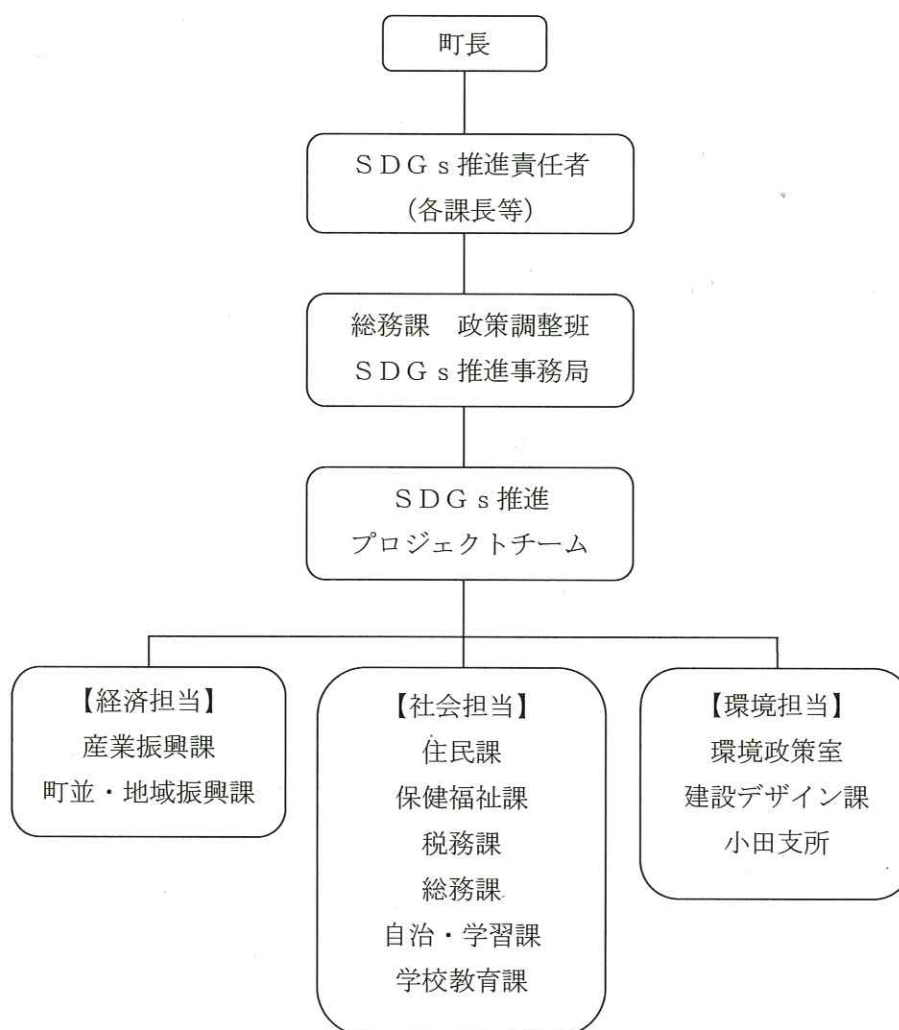 町長
ＳＤＧｓ推進責任者
(各課長等)
総務課　政策調整班
ＳＤＧｓ推進事務局
ＳＤＧｓ推進
プロジェクトチーム
【経済担当】
産業振興課
町並・地域振興課
【社会担当】
住民課
保健福祉課
税務課
総務課
自治・学習課
学校教育課
【環境担当】
環境政策室
建設デザイン課
小田支所